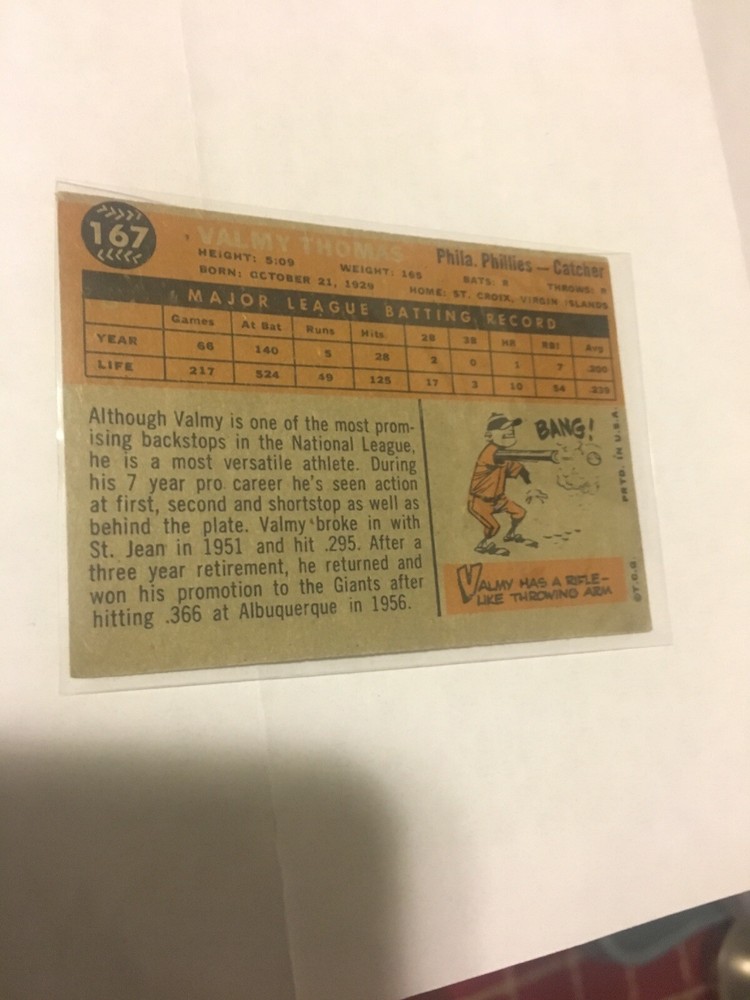 167
VALMY THOMAS Phila. Phillies — Catcher
HEIGHT: 5:09 WEIGHT: 165 BATS: R THROWS: R
BORN: OCTOBER 21, 1929 HOME: ST. CROIX, VIRGIN ISLANDS
MAJOR LEAGUE BATTING RECORD
Games At Bat Runs Hits 2B 3B HR RBI Avg
YEAR 66 140 5 28 2 0 1 7 .200
LIFE 217 524 49 125 17 3 10 54 .239
Although Valmy is one of the most prom-
ising backstops in the National League,
he is a most versatile athlete. During
his 7 year pro career he's seen action
at first, second and shortstop as well as
behind the plate. Valmy broke in with
St. Jean in 1951 and hit .295. After a
three year retirement, he returned and
won his promotion to the Giants after
hitting .366 at Albuquerque in 1956.
BANG!
VALMY HAS A RIFLE-
LIKE THROWING ARM
©T.C.G. PRTD. IN U.S.A.